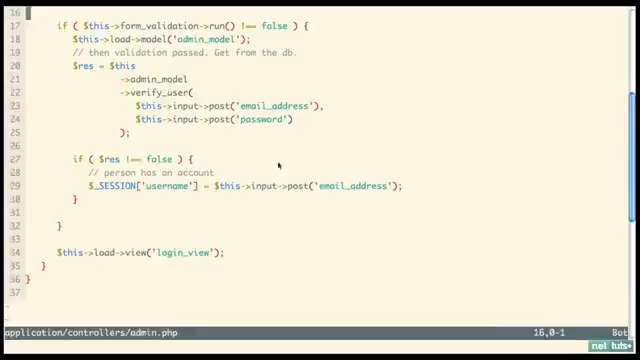 16
17 if ( $this->form_validation->run() !== false ) {
18 $this->load->model('admin_model');
19 // then validation passed. Get from the db.
20 $res = $this
21 ->admin_model
22 ->verify_user(
23 $this->input->post('email_address'),
24 $this->input->post('password')
25 );
26
27 if ( $res !== false ) {
28 // person has an account
29 $_SESSION['username'] = $this->input->post('email_address');
30 }
31
32 }
33
34 $this->load->view('login_view');
35 }
36 }
37
~
~
application/controllers/admin.php 16,0-1 Bot
net tuts+